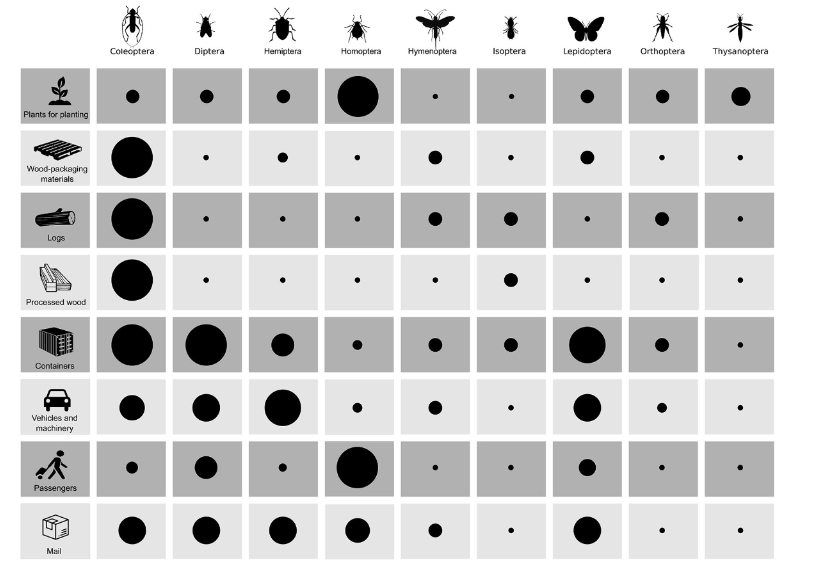 Coleoptera Diptera Hemiptera Homoptera Hymenoptera Isoptera Lepidoptera Orthoptera Thysanoptera
Plants for planting
Wood-packaging
materials
Logs
Processed wood
Containers
Vehicles and
machinery
Passengers
Mail